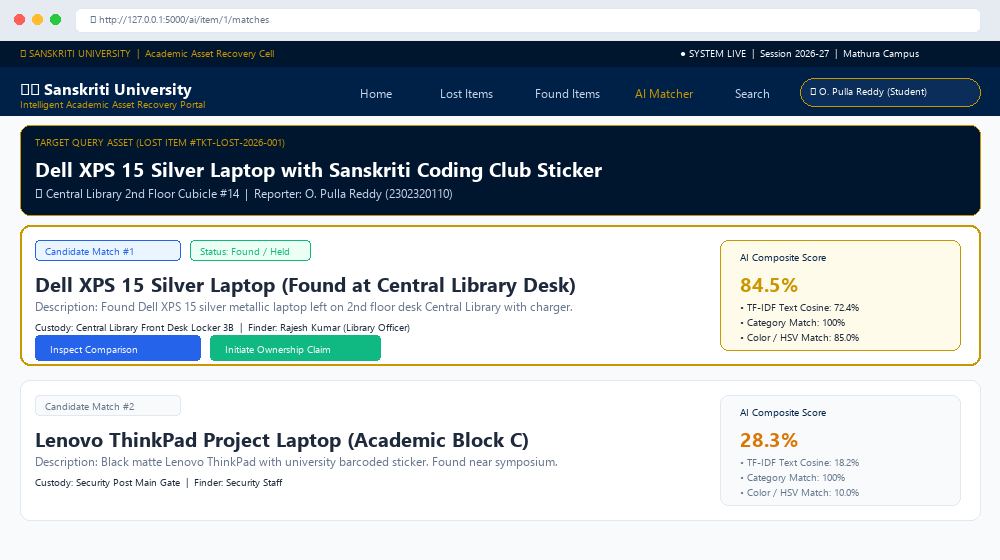 http://127.0.0.1:5000/ai/item/1/matches
SANSKRITI UNIVERSITY | Academic Asset Recovery Cell
● SYSTEM LIVE | Session 2026-27 | Mathura Campus
Sanskriti University
Intelligent Academic Asset Recovery Portal
Home
Lost Items
Found Items
AI Matcher
Search
O. Pulla Reddy (Student)
TARGET QUERY ASSET (LOST ITEM #TKT-LOST-2026-001)
Dell XPS 15 Silver Laptop with Sanskriti Coding Club Sticker
Central Library 2nd Floor Cubicle #14 | Reporter: O. Pulla Reddy (2302320110)
Candidate Match #1
Status: Found / Held
Dell XPS 15 Silver Laptop (Found at Central Library Desk)
Description: Found Dell XPS 15 silver metallic laptop left on 2nd floor desk Central Library with charger.
Custody: Central Library Front Desk Locker 3B | Finder: Rajesh Kumar (Library Officer)
Inspect Comparison
Initiate Ownership Claim
AI Composite Score
84.5%
• TF-IDF Text Cosine: 72.4%
• Category Match: 100%
• Color / HSV Match: 85.0%
Candidate Match #2
Lenovo ThinkPad Project Laptop (Academic Block C)
Description: Black matte Lenovo ThinkPad with university barcoded sticker. Found near symposium.
Custody: Security Post Main Gate | Finder: Security Staff
AI Composite Score
28.3%
• TF-IDF Text Cosine: 18.2%
• Category Match: 100%
• Color / HSV Match: 10.0%